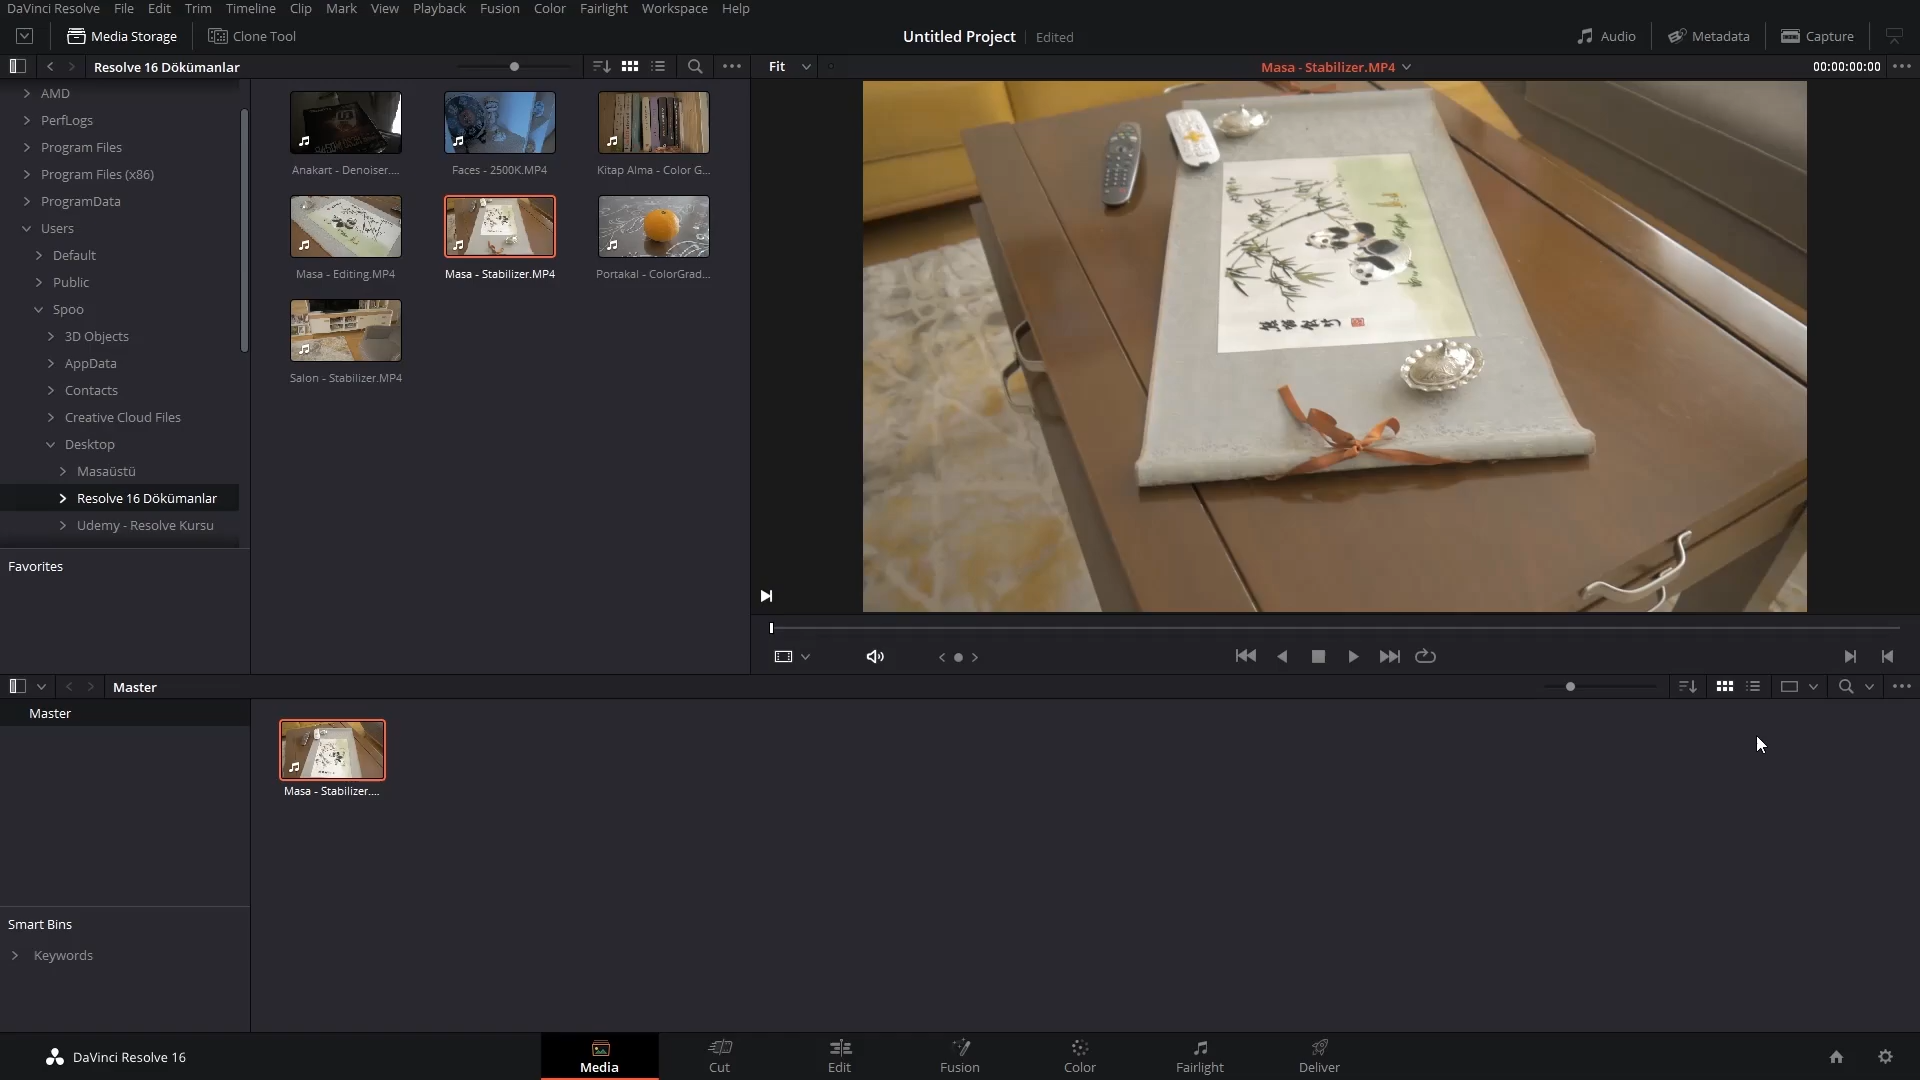 DaVinci Resolve File Edit Trim Timeline Clip Mark View Playback Fusion Color Fairlight Workspace Help
Media Storage Clone Tool Untitled Project Edited Audio Metadata Capture
Resolve 16 Dökümanlar Fit Masa - Stabilizer.MP4 00:00:00:00
AMD
PerfLogs
Program Files
Program Files (x86)
ProgramData
Users
Default
Public
Spoo
3D Objects
AppData
Contacts
Creative Cloud Files
Desktop
Masaüstü
Resolve 16 Dökümanlar
Udemy - Resolve Kursu
Favorites
Anakart - Denoiser....
Faces - 2500K.MP4
Kitap Alma - Color G...
Masa - Editing.MP4
Masa - Stabilizer.MP4
Portakal - ColorGrad...
Salon - Stabilizer.MP4
Master
Master
Masa - Stabilizer....
Smart Bins
Keywords
DaVinci Resolve 16
Media Cut Edit Fusion Color Fairlight Deliver